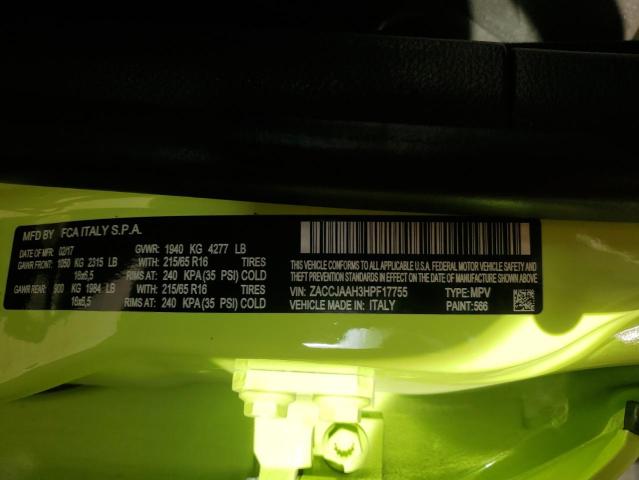 MFD BY FCA ITALY S.P.A.
DATE OF MFR: 02/17 GVWR: 1940 KG 4277 LB
GAWR FRONT: 1050 KG 2315 LB WITH: 215/65 R16 TIRES
16x6,5 RIMS AT: 240 KPA (35 PSI) COLD
GAWR REAR: 900 KG 1984 LB WITH: 215/65 R16 TIRES
16x6,5 RIMS AT: 240 KPA (35 PSI) COLD
THIS VEHICLE CONFORMS TO ALL APPLICABLE U.S.A. FEDERAL MOTOR VEHICLE SAFETY AND
THEFT PREVENTION STANDARDS IN EFFECT ON THE DATE OF MANUFACTURE SHOWN ABOVE.
VIN: ZACCJAAH3HPF17755 TYPE: MPV
VEHICLE MADE IN: ITALY PAINT: 566